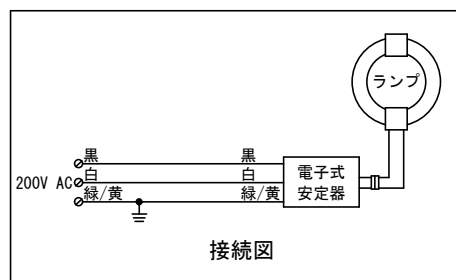 ランプ
黒 黒
白 白
200V AC
緑/黄 緑/黄
電子式
安定器
接続図